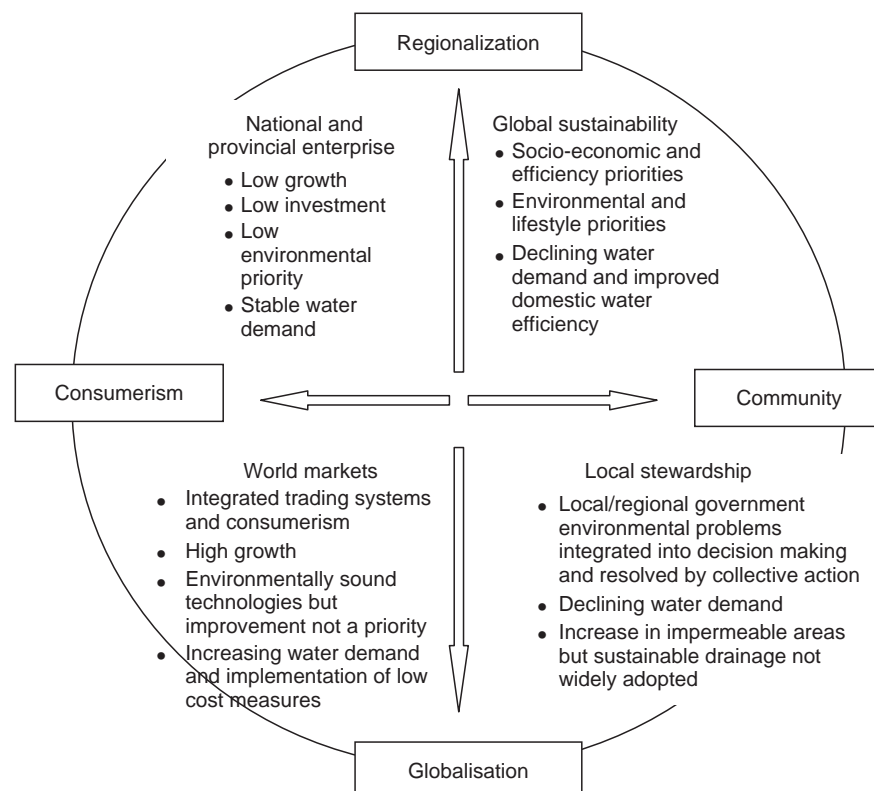 Regionalization
National and
provincial enterprise
• Low growth
• Low investment
• Low
environmental
priority
• Stable water
demand
Global sustainability
• Socio-economic and
efficiency priorities
• Environmental and
lifestyle priorities
• Declining water
demand and improved
domestic water
efficiency
Consumerism
Community
World markets
• Integrated trading systems
and consumerism
• High growth
• Environmentally sound
technologies but
improvement not a priority
• Increasing water demand
and implementation of low
cost measures
Local stewardship
• Local/regional government
environmental problems
integrated into decision making
and resolved by collective action
• Declining water demand
• Increase in impermeable areas
but sustainable drainage not
widely adopted
Globalisation